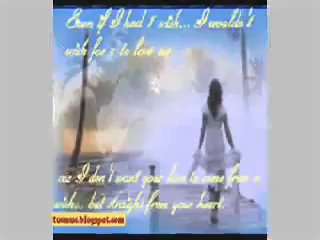 Even if I had 1 wish... I wouldn't
wish for u to love me
cuz I don't want your love to come from a
wish... but straight from your heart.